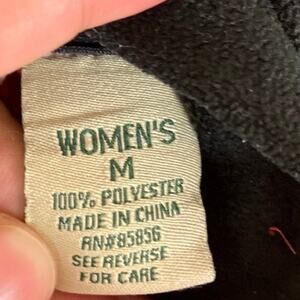 WOMEN'S
M
100% POLYESTER
MADE IN CHINA
RN#85856
SEE REVERSE
FOR CARE